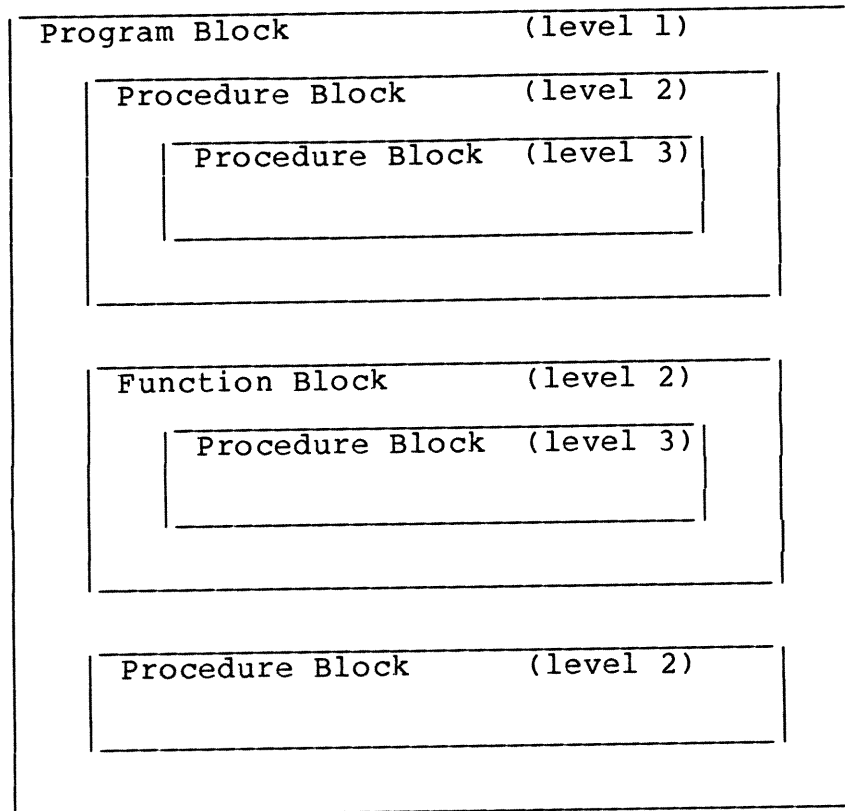 Program Block (level 1)
Procedure Block (level 2)
Procedure Block (level 3)
Function Block (level 2)
Procedure Block (level 3)
Procedure Block (level 2)